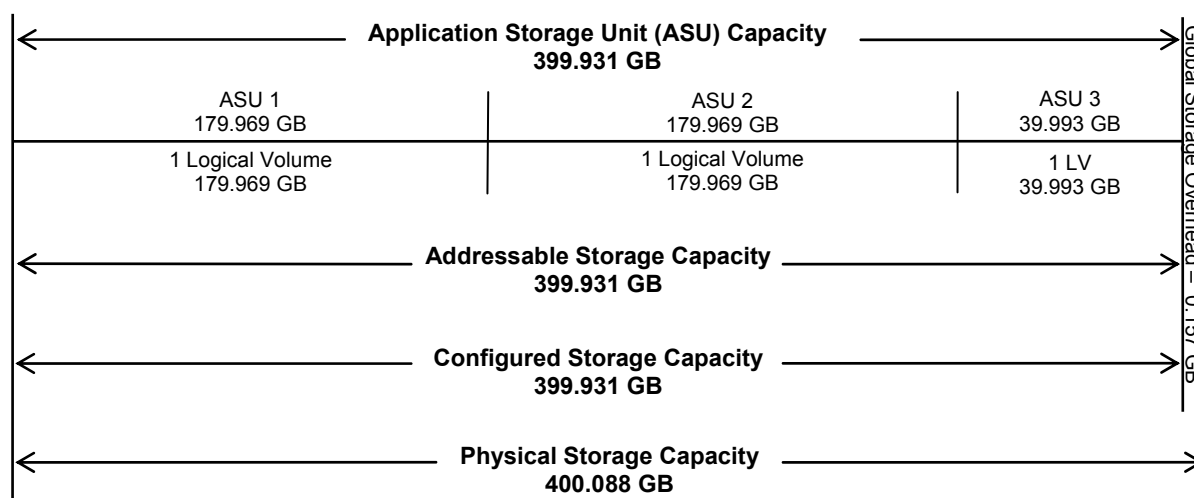 Application Storage Unit (ASU) Capacity
399.931 GB
ASU 1
179.969 GB
ASU 2
179.969 GB
ASU 3
39.993 GB
1 Logical Volume
179.969 GB
1 Logical Volume
179.969 GB
1 LV
39.993 GB
Addressable Storage Capacity
399.931 GB
Configured Storage Capacity
399.931 GB
Physical Storage Capacity
400.088 GB
Global Storage Overhead = 0.157 GB